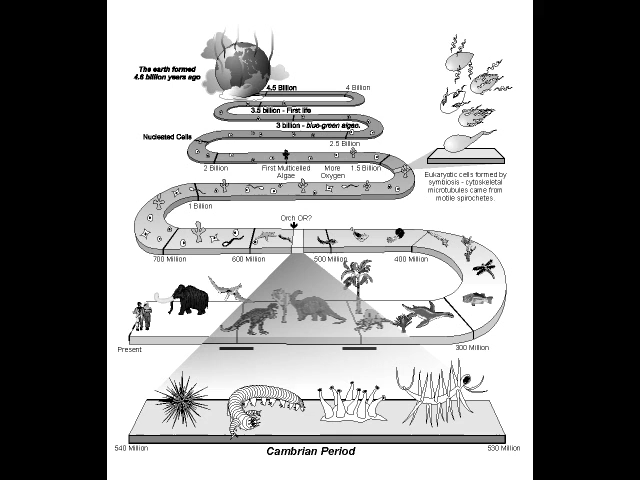 The earth formed
4.6 billion years ago
4.5 Billion
4 Billion
3.5 billion - First life
3 billion - blue-green algae.
Nucleated Cells
2.5 Billion
2 Billion
First Multicelled
Algae
More
Oxygen
1.5 Billion
Eukaryotic cells formed by
symbiosis - cytoskeletal
microtubules came from
motile spirochetes.
1 Billion
Orch OR?
700 Million
600 Million
500 Million
400 Million
Present
300 Million
540 Million
Cambrian Period
530 Million